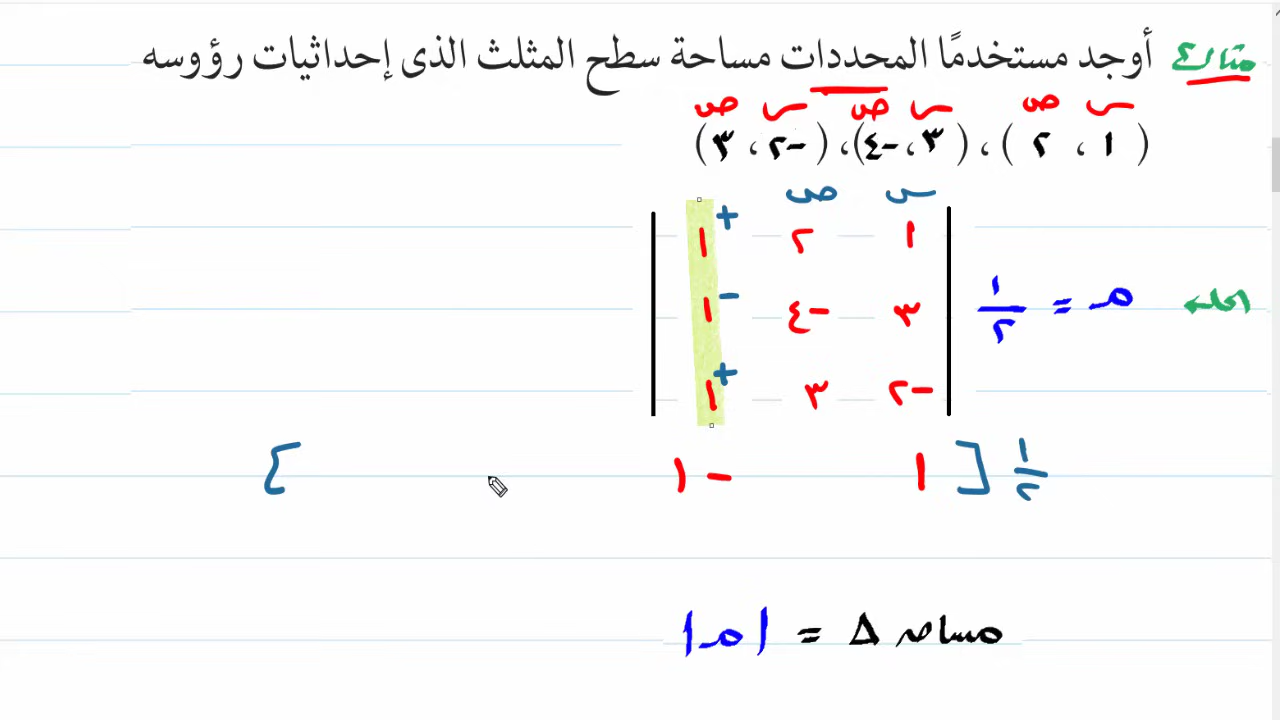 مثال ٤ أوجد مستخدمًا المحددات مساحة سطح المثلث الذى إحداثيات رؤوسه
س ص س ص س ص
(١ ، ٢) ، (٣ ، -٤) ، (-٢ ، ٣)
س ص
١ ٢ ١ +
الحل م = ١/٢ ٣ -٤ ١ -
-٢ ٣ ١ +
١/٢ [ ١ - ١ ]
مساحة Δ = |م|